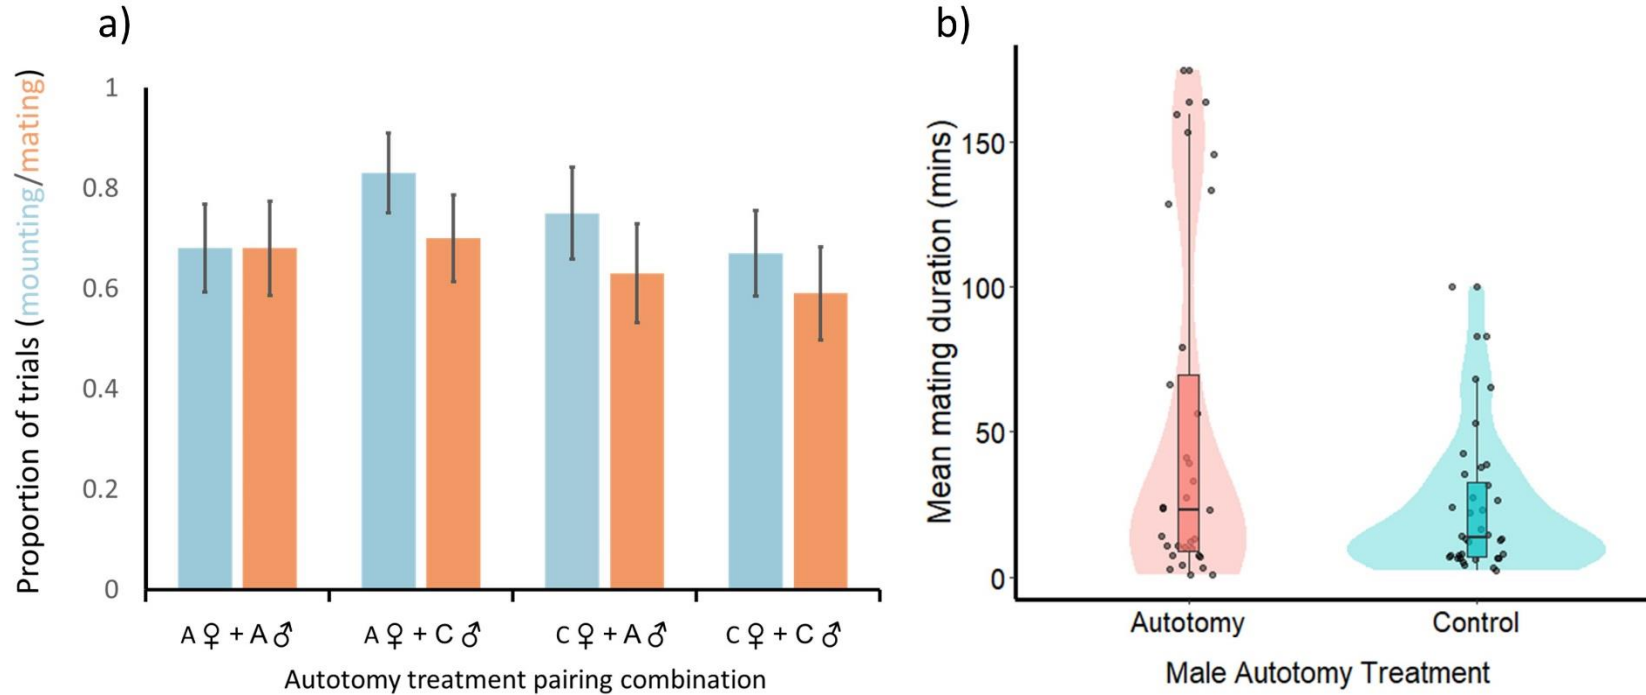 a)
Proportion of trials (mounting/mating)
1
0.8
0.6
0.4
0.2
0
A ♀ + A ♂
A ♀ + C ♂
C ♀ + A ♂
C ♀ + C ♂
Autotomy treatment pairing combination
b)
Mean mating duration (mins)
150
100
50
0
Autotomy
Control
Male Autotomy Treatment